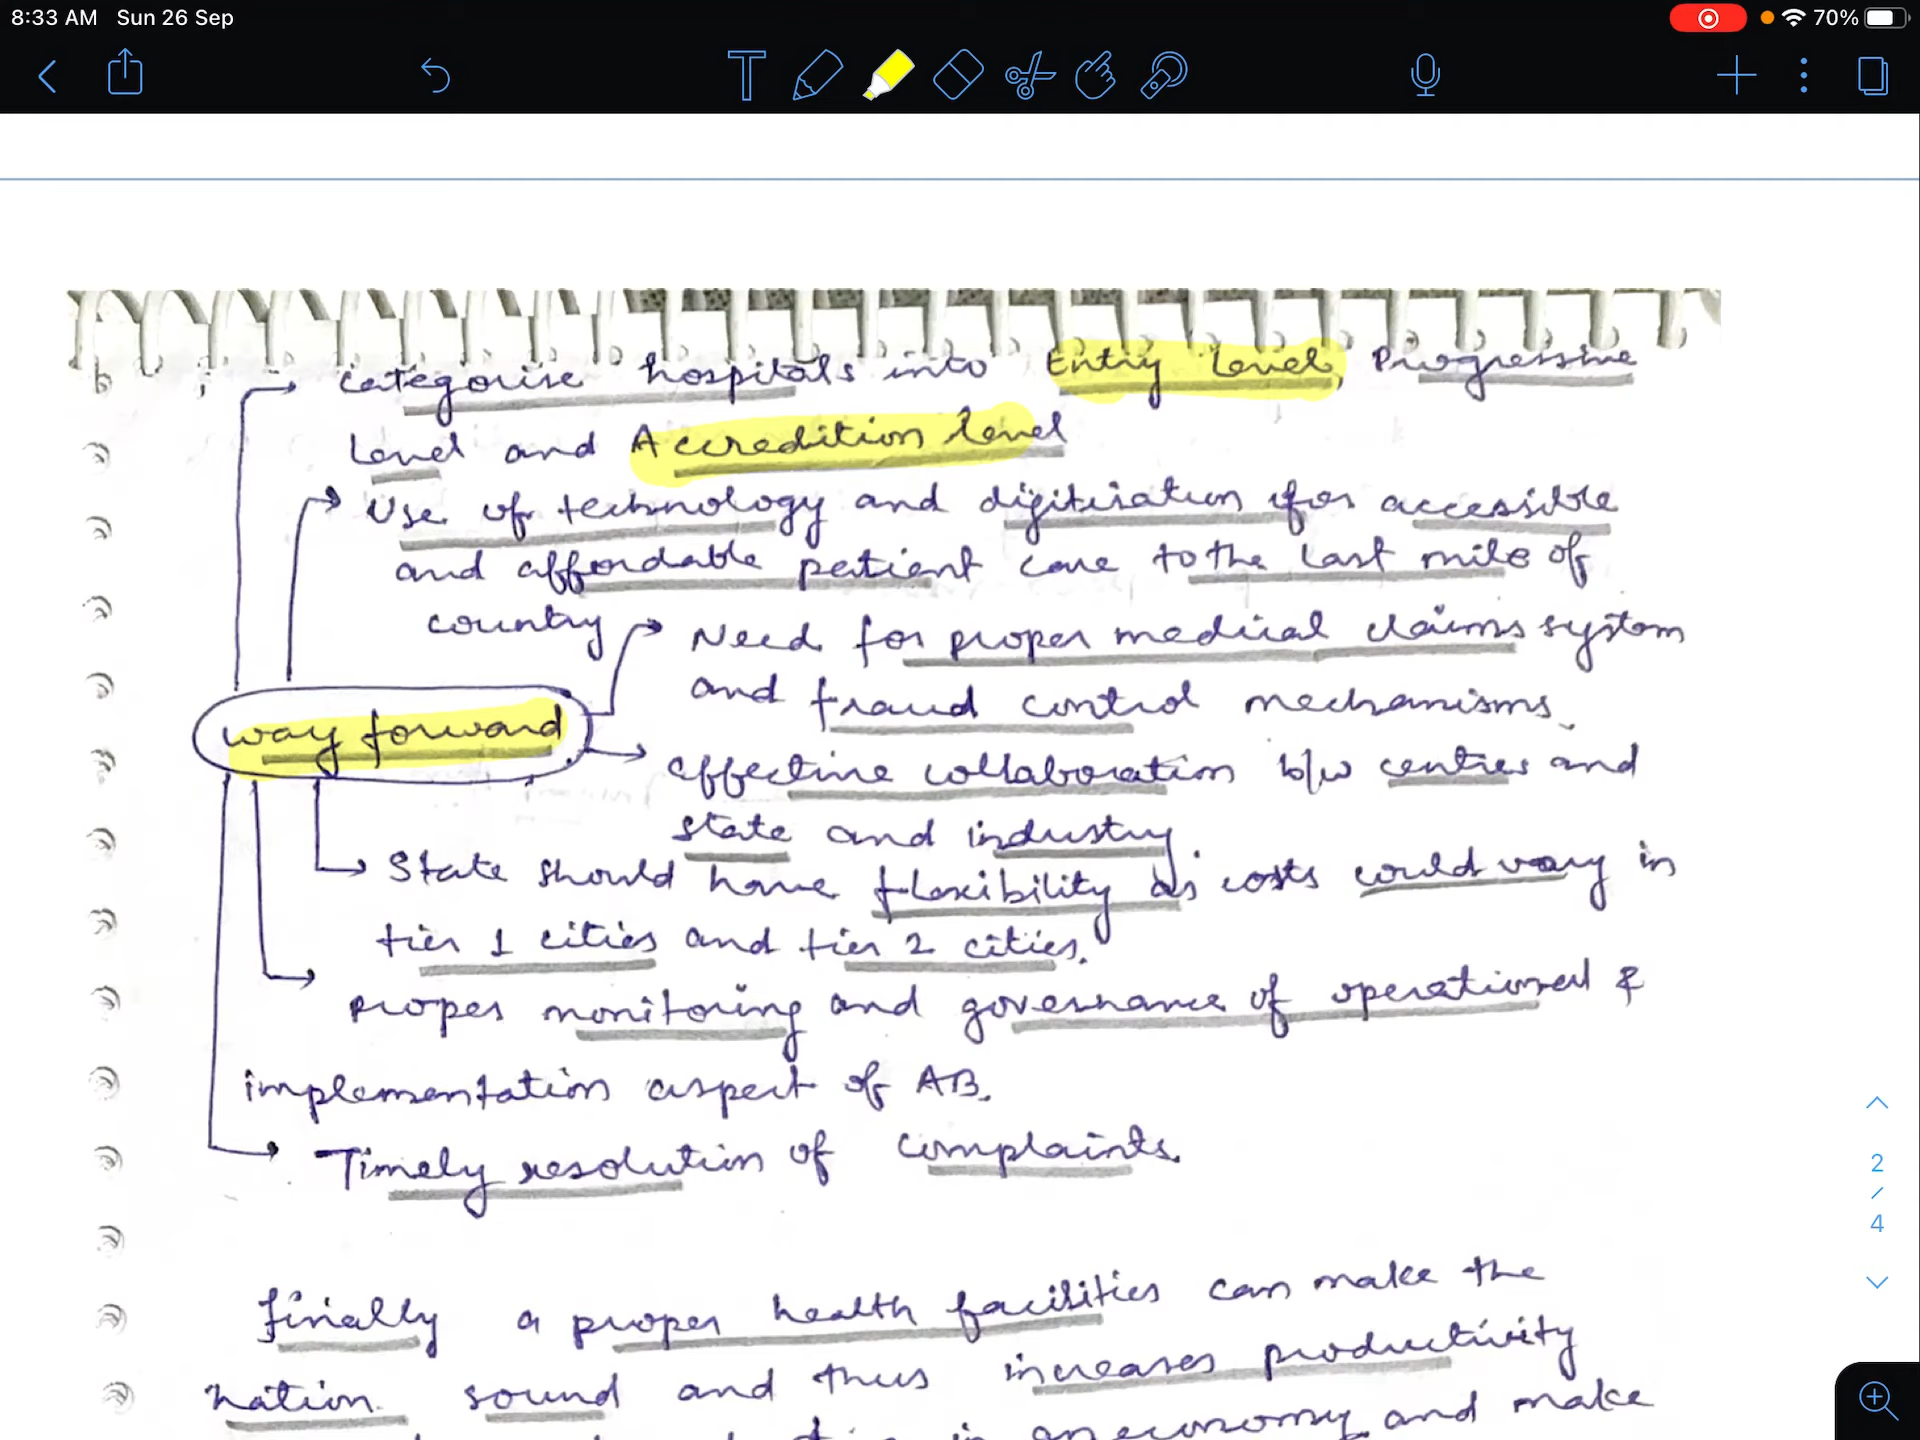 8:33 AM Sun 26 Sep
70%
categorise hospitals into Entry Level, Progressive
Level and Accredition level
Use of technology and digitisation for accessible
and affordable patient care to the last mile of
country
Need for proper medical claims system
and fraud control mechanisms.
way forward
effective collaboration b/w centres and
state and industry
State should have flexibility as costs could vary in
tier 1 cities and tier 2 cities.
proper monitoring and governance of operational &
implementation aspect of AB.
Timely resolution of complaints.
2
/
4
Finally a proper health facilities can make the
nation sound and thus increases productivity
in an economy and make